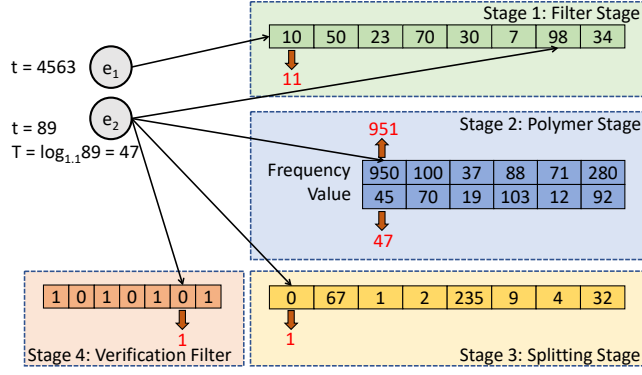 Stage 1: Filter Stage
10 50 23 70 30 7 98 34
11
t = 4563
e1
e2
t = 89
T = log1.1 89 = 47
Stage 2: Polymer Stage
951
Frequency 950 100 37 88 71 280
Value 45 70 19 103 12 92
47
1 0 1 0 1 0 1
1
Stage 4: Verification Filter
0 67 1 2 235 9 4 32
1
Stage 3: Splitting Stage